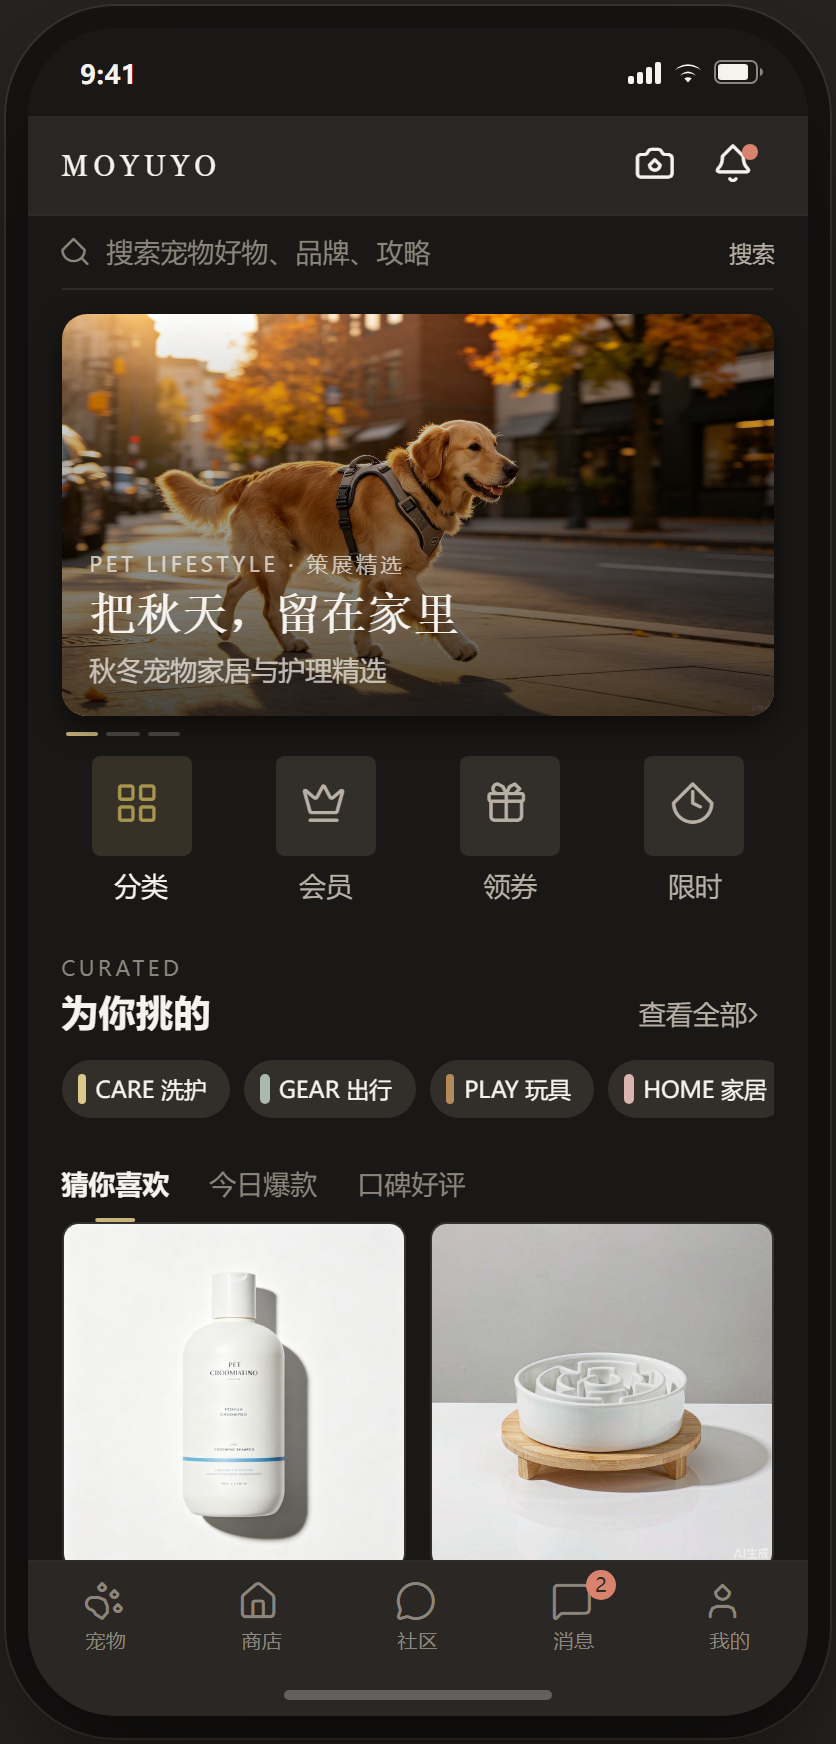 9:41
MOYUYO
搜索宠物好物、品牌、攻略
搜索
PET LIFESTYLE · 策展精选
把秋天，留在家里
秋冬宠物家居与护理精选
分类
会员
领券
限时
CURATED
为你挑的
查看全部›
CARE 洗护
GEAR 出行
PLAY 玩具
HOME 家居
猜你喜欢
今日爆款
口碑好评
PET
AI生成
宠物
商店
社区
2
消息
我的